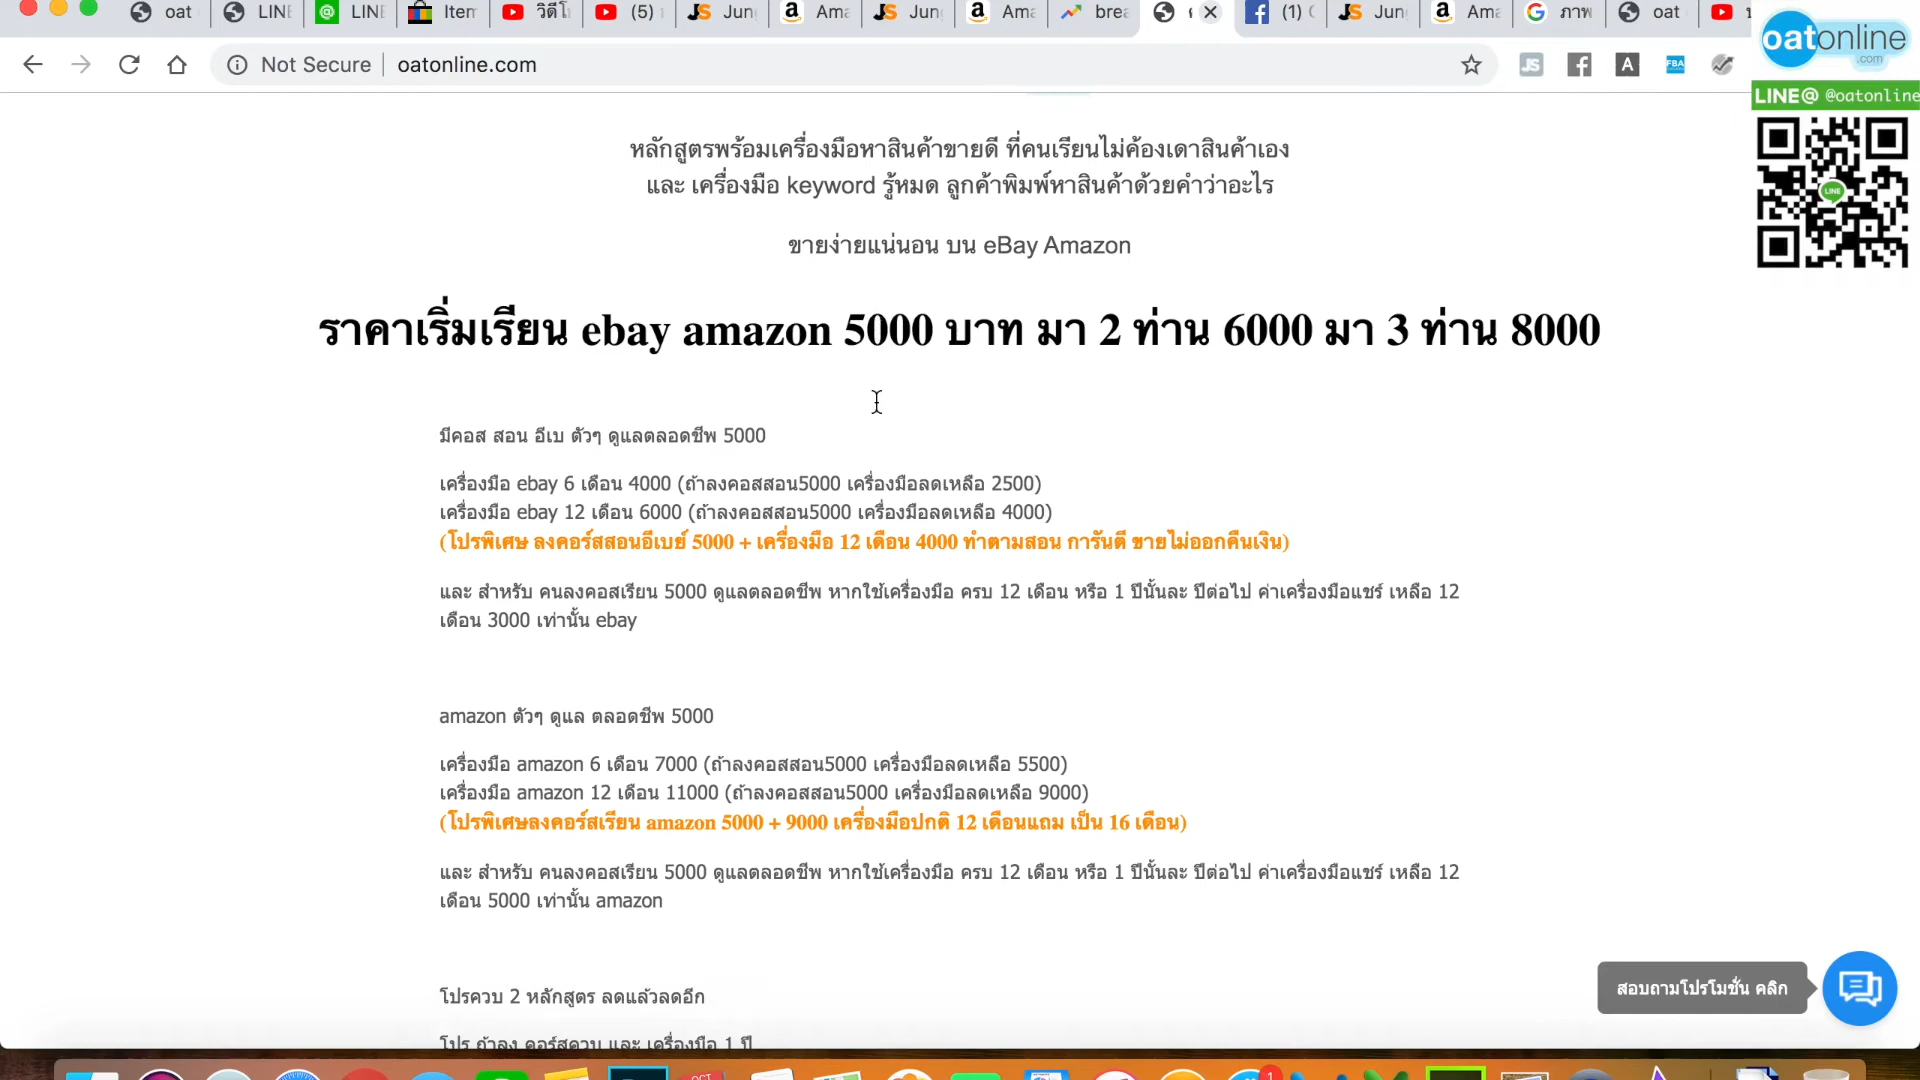 oat
LINE
LINE
Item
(5)
Jung
Ama
Jung
Ama
brea
(1)
Jung
Ama
ภาพ
oat
Not Secure
oatonline.com
oatonline
.com
LINE@ @oatonline
LINE
หลักสูตรพร้อมเครื่องมือหาสินค้าขายดี ที่คนเรียนไม่ค้องเดาสินค้าเอง
และ เครื่องมือ keyword รู้หมด ลูกค้าพิมพ์หาสินค้าด้วยคำว่าอะไร
ขายง่ายแน่นอน บน eBay Amazon
ราคาเริ่มเรียน ebay amazon 5000 บาท มา 2 ท่าน 6000 มา 3 ท่าน 8000
มีคอส สอน อีเบ ตัวๆ ดูแลตลอดชีพ 5000
เครื่องมือ ebay 6 เดือน 4000 (ถ้าลงคอสสอน5000 เครื่องมือลดเหลือ 2500)
เครื่องมือ ebay 12 เดือน 6000 (ถ้าลงคอสสอน5000 เครื่องมือลดเหลือ 4000)
(โปรพิเศษ ลงคอร์สสอนอีเบย์ 5000 + เครื่องมือ 12 เดือน 4000 ทำตามสอน การันตี ขายไม่ออกคืนเงิน)
และ สำหรับ คนลงคอสเรียน 5000 ดูแลตลอดชีพ หากใช้เครื่องมือ ครบ 12 เดือน หรือ 1 ปีนั้นละ ปีต่อไป ค่าเครื่องมือแชร์ เหลือ 12
เดือน 3000 เท่านั้น ebay
amazon ตัวๆ ดูแล ตลอดชีพ 5000
เครื่องมือ amazon 6 เดือน 7000 (ถ้าลงคอสสอน5000 เครื่องมือลดเหลือ 5500)
เครื่องมือ amazon 12 เดือน 11000 (ถ้าลงคอสสอน5000 เครื่องมือลดเหลือ 9000)
(โปรพิเศษลงคอร์สเรียน amazon 5000 + 9000 เครื่องมือปกติ 12 เดือนแถม เป็น 16 เดือน)
และ สำหรับ คนลงคอสเรียน 5000 ดูแลตลอดชีพ หากใช้เครื่องมือ ครบ 12 เดือน หรือ 1 ปีนั้นละ ปีต่อไป ค่าเครื่องมือแชร์ เหลือ 12
เดือน 5000 เท่านั้น amazon
สอบถามโปรโมชั่น คลิก
โปรควบ 2 หลักสูตร ลดแล้วลดอีก
โปร ถ้าลง คอร์สควบ และ เครื่องมือ 1 ปี
OCT
1